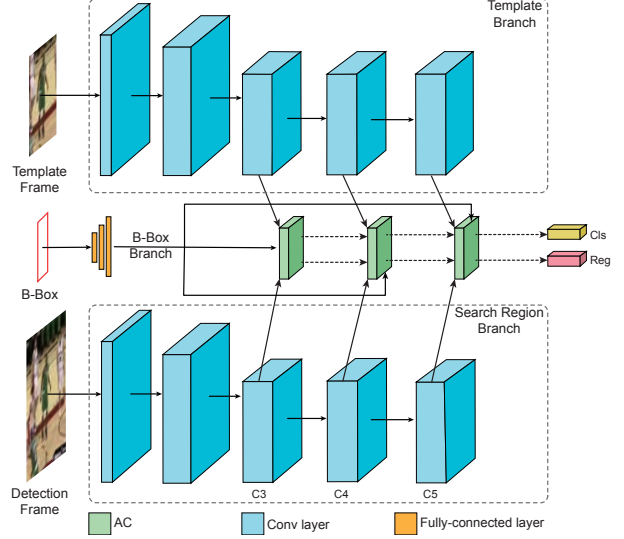 Template
Branch
Template
Frame
B-Box
Branch
B-Box
Cls
Reg
Search Region
Branch
Detection
Frame
C3
C4
C5
AC
Conv layer
Fully-connected layer